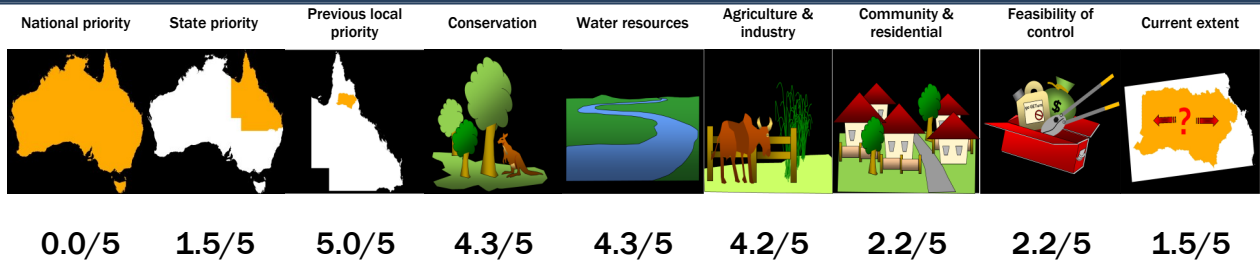 National priority
State priority
Previous local
priority
Conservation
Water resources
Agriculture &
industry
Community &
residential
Feasibility of
control
Current extent
$
?
0.0/5
1.5/5
5.0/5
4.3/5
4.3/5
4.2/5
2.2/5
2.2/5
1.5/5